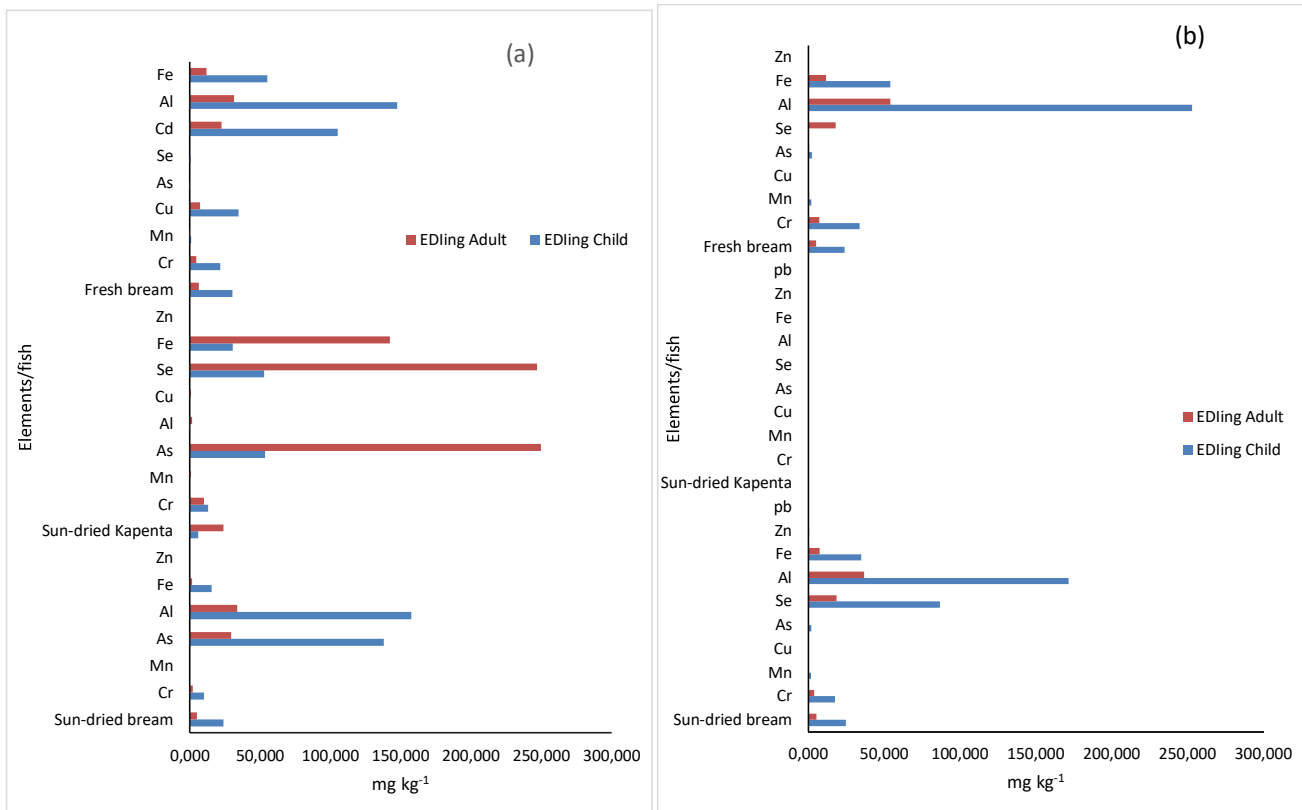 (a)
Fe
Al
Cd
Se
As
Cu
Mn
EDIing Adult EDIing Child
Cr
Fresh bream
Zn
Fe
Se
Cu
Al
As
Mn
Cr
Sun-dried Kapenta
Zn
Fe
Al
As
Mn
Cr
Sun-dried bream
Elements/fish
0,000 50,000 100,000 150,000 200,000 250,000 300,000
mg kg⁻¹
(b)
Zn
Fe
Al
Se
As
Cu
Mn
Cr
Fresh bream
pb
Zn
Fe
Al
Se
As
Cu
Mn
Cr
Sun-dried Kapenta
pb
Zn
Fe
Al
Se
As
Cu
Mn
Cr
Sun-dried bream
Elements/fish
EDIing Adult
EDIing Child
0,000 50,000 100,000 150,000 200,000 250,000 300,000
mg kg⁻¹